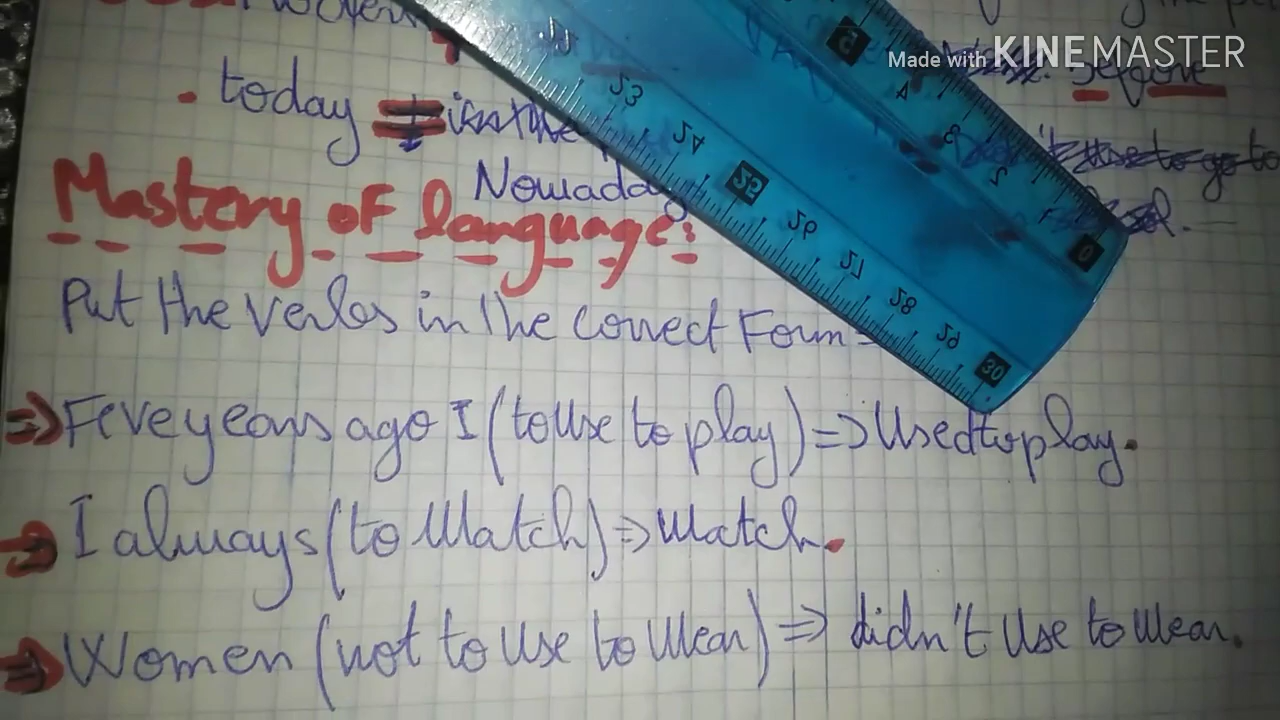 Made with KINEMASTER
. today ≠
Nowaday
Mastery of language:
Put the verbs in the correct Form
=> Feve years ago I (to use to play) => Used to play.
=> I always (to Watch) => Watch.
=> Women (not to use to Wear) => didn't use to Wear.